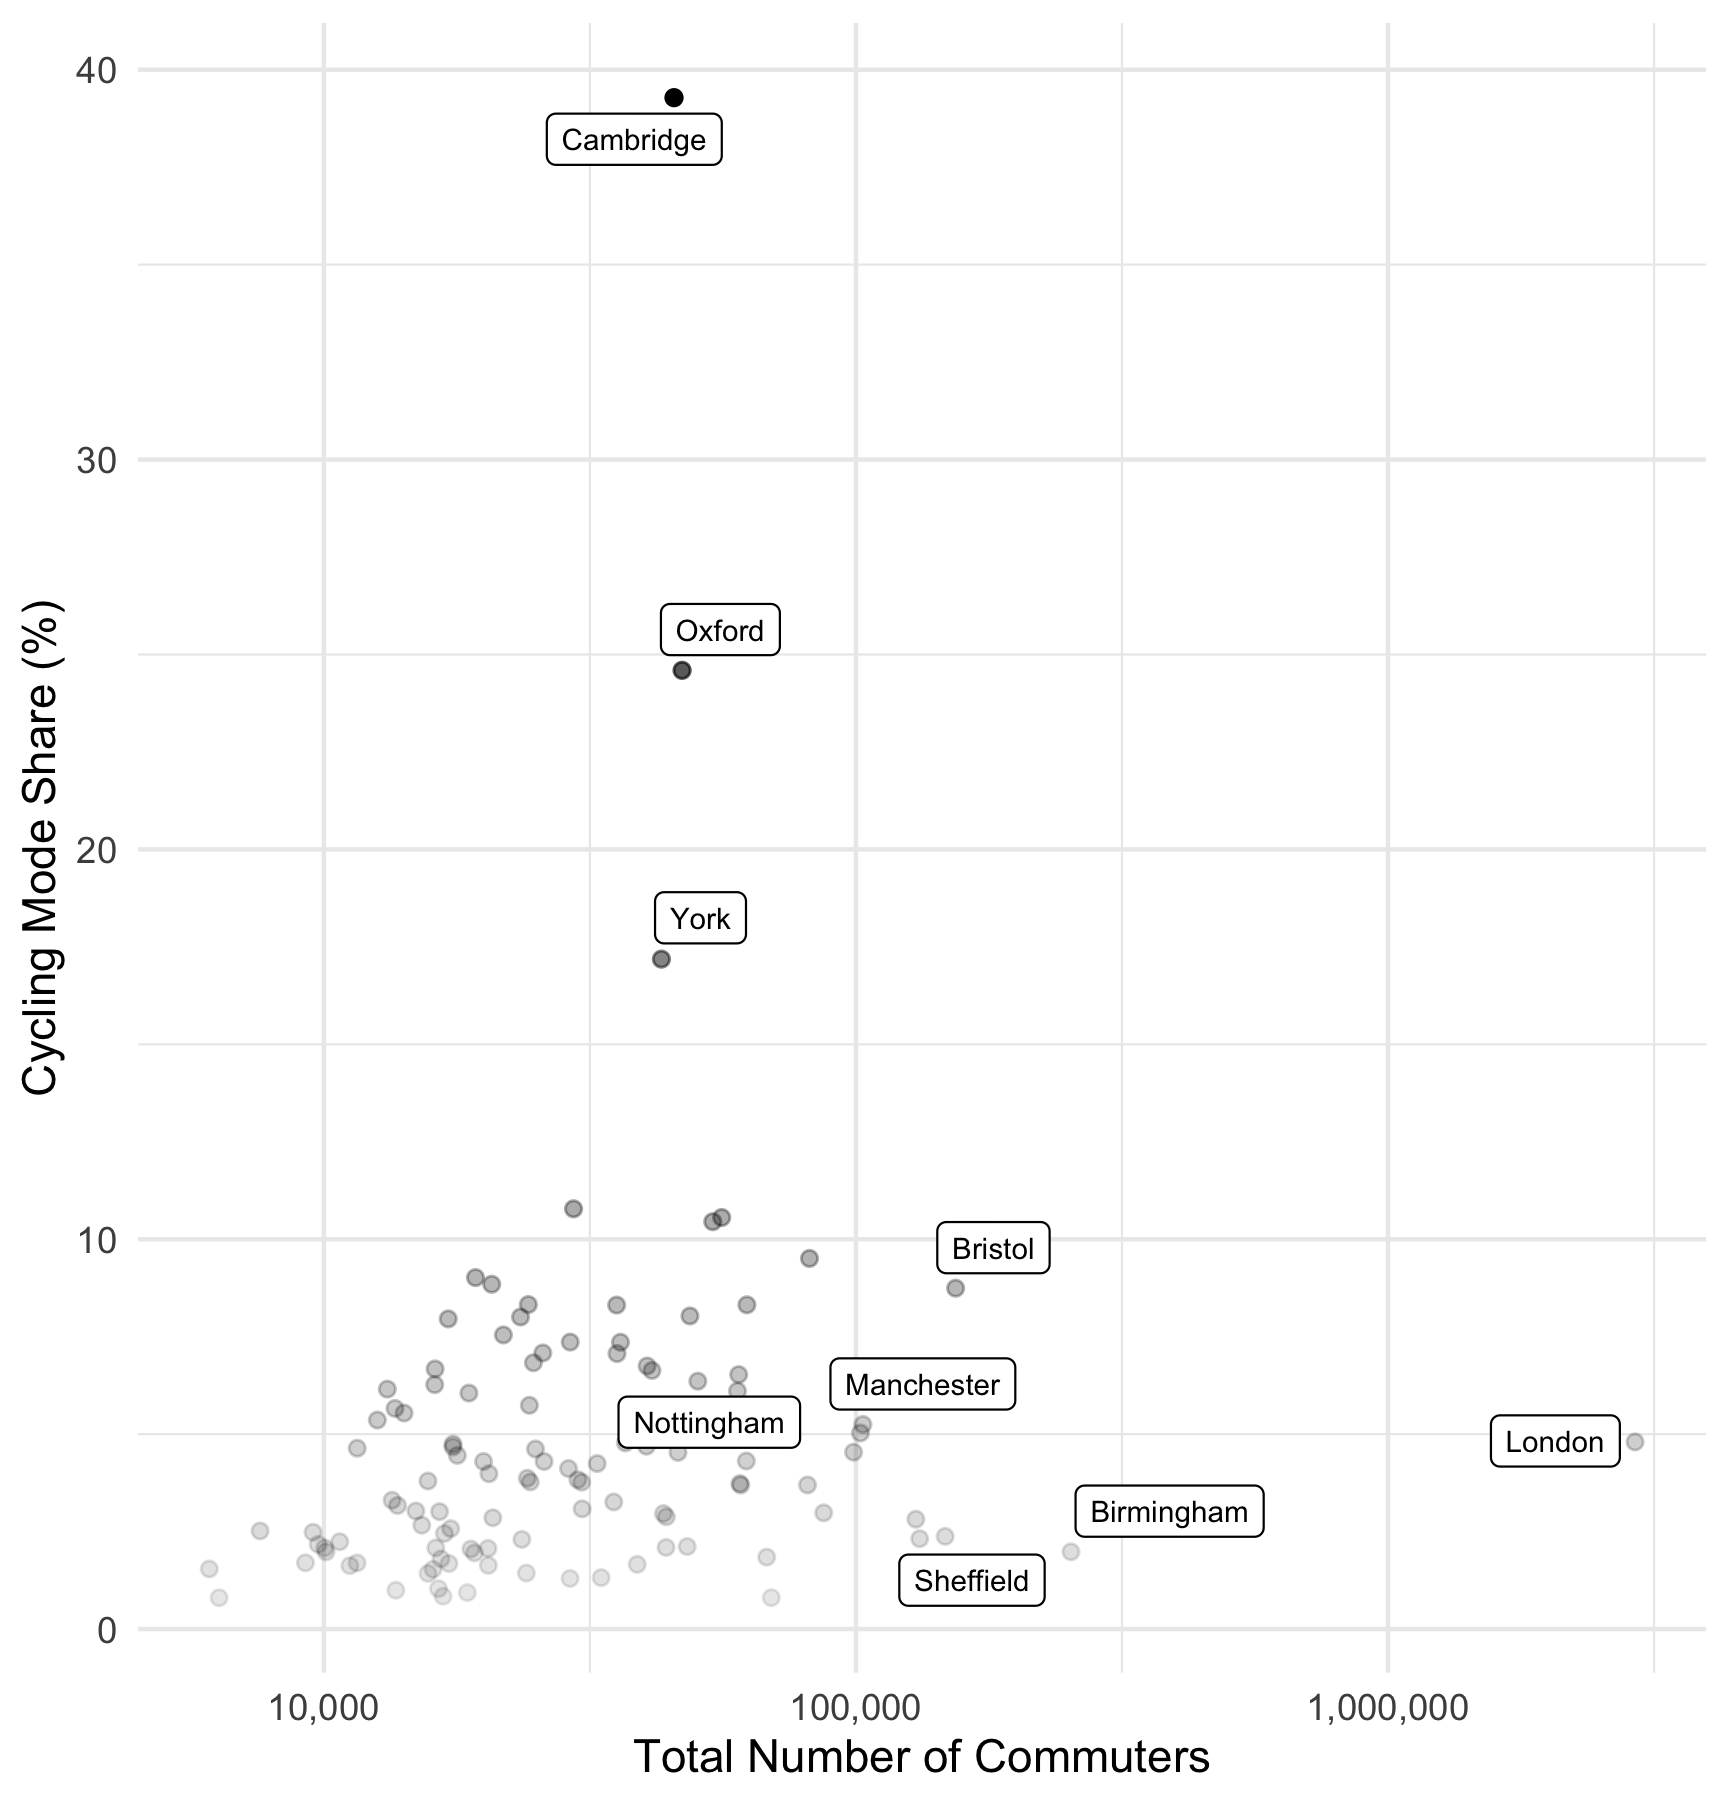 40
Cambridge
30
Oxford
20
York
10
Bristol
Manchester
Nottingham
London
Birmingham
Sheffield
0
10,000 100,000 1,000,000
Total Number of Commuters
Cycling Mode Share (%)